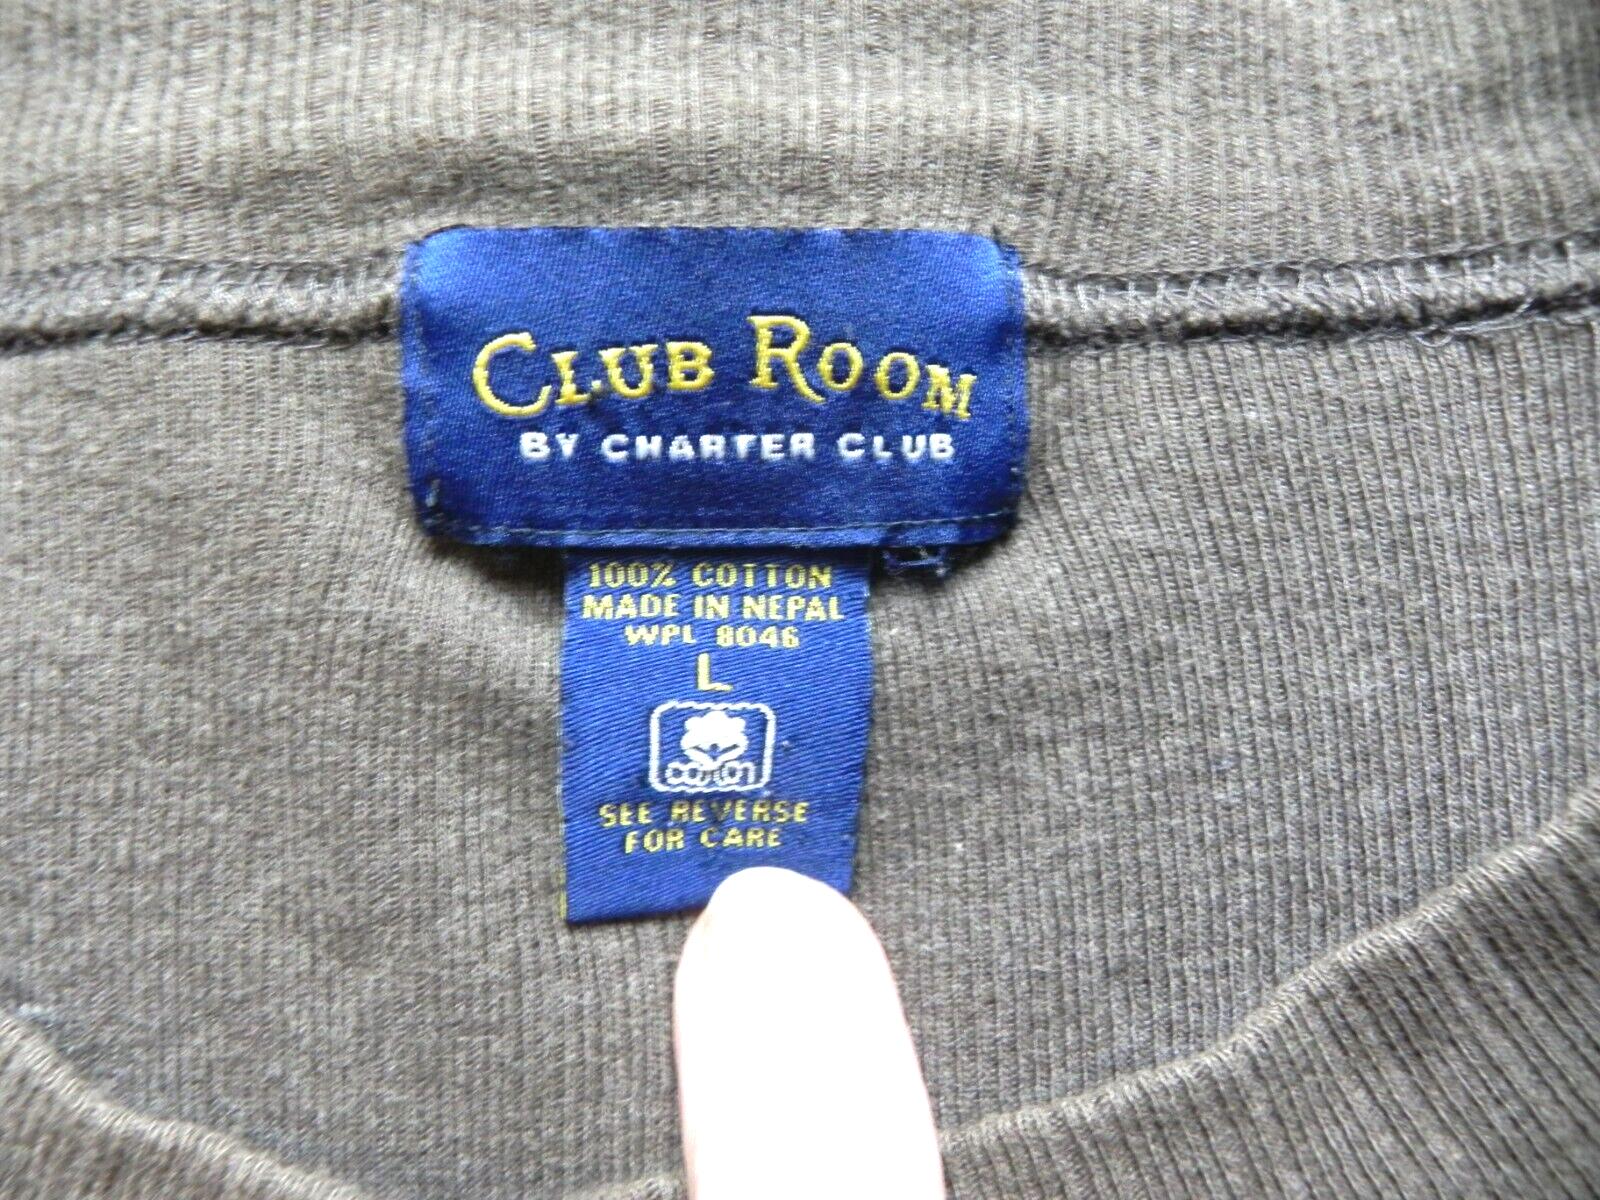 CLUB ROOM
BY CHARTER CLUB
100% COTTON
MADE IN NEPAL
WPL 8046
L
cotton
SEE REVERSE
FOR CARE